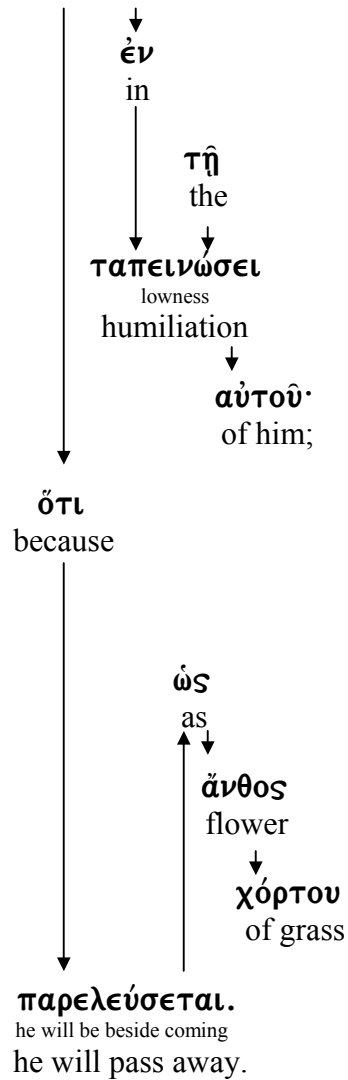 ἐν
in
τῇ
the
ταπεινώσει
lowness
humiliation
αὐτοῦ·
of him;
ὅτι
because
ὡς
as
ἄνθος
flower
χόρτου
of grass
παρελεύσεται.
he will be beside coming
he will pass away.